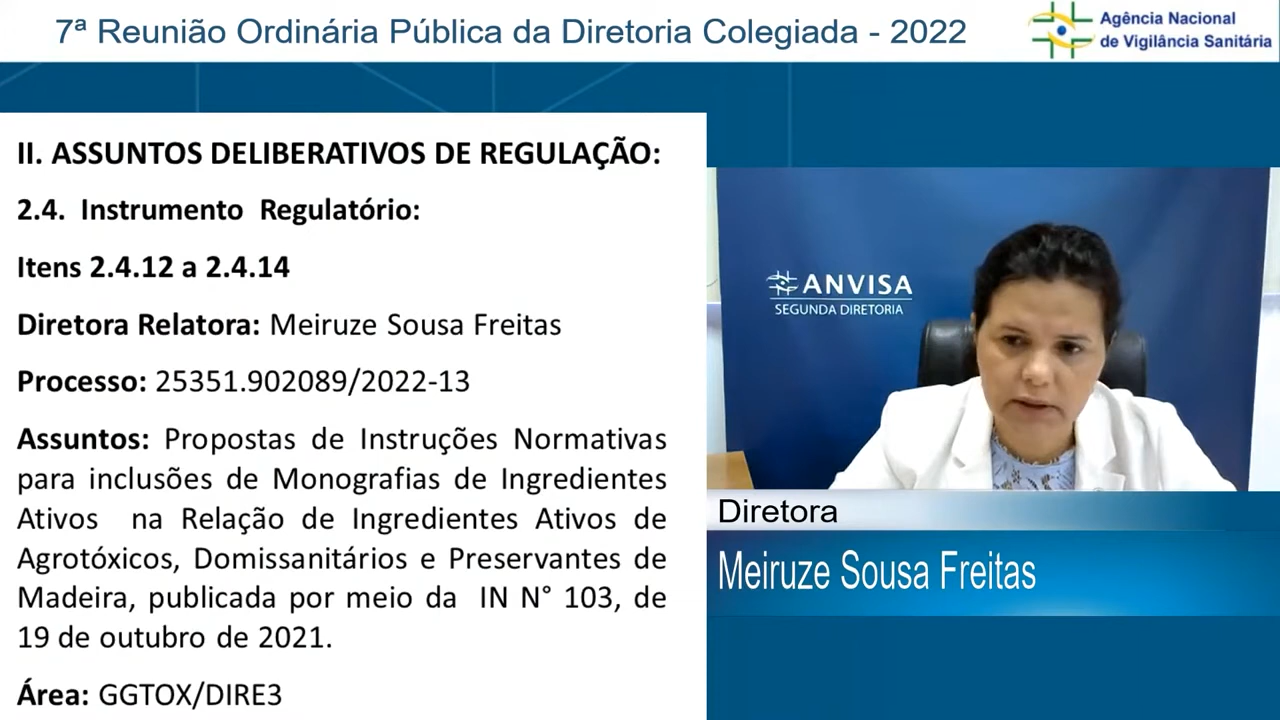 7ª Reunião Ordinária Pública da Diretoria Colegiada - 2022
Agência Nacional
de Vigilância Sanitária
II. ASSUNTOS DELIBERATIVOS DE REGULAÇÃO:
2.4. Instrumento Regulatório:
Itens 2.4.12 a 2.4.14
Diretora Relatora: Meiruze Sousa Freitas
Processo: 25351.902089/2022-13
Assuntos: Propostas de Instruções Normativas
para inclusões de Monografias de Ingredientes
Ativos na Relação de Ingredientes Ativos de
Agrotóxicos, Domissanitários e Preservantes de
Madeira, publicada por meio da IN N° 103, de
19 de outubro de 2021.
Área: GGTOX/DIRE3
ANVISA
SEGUNDA DIRETORIA
Diretora
Meiruze Sousa Freitas